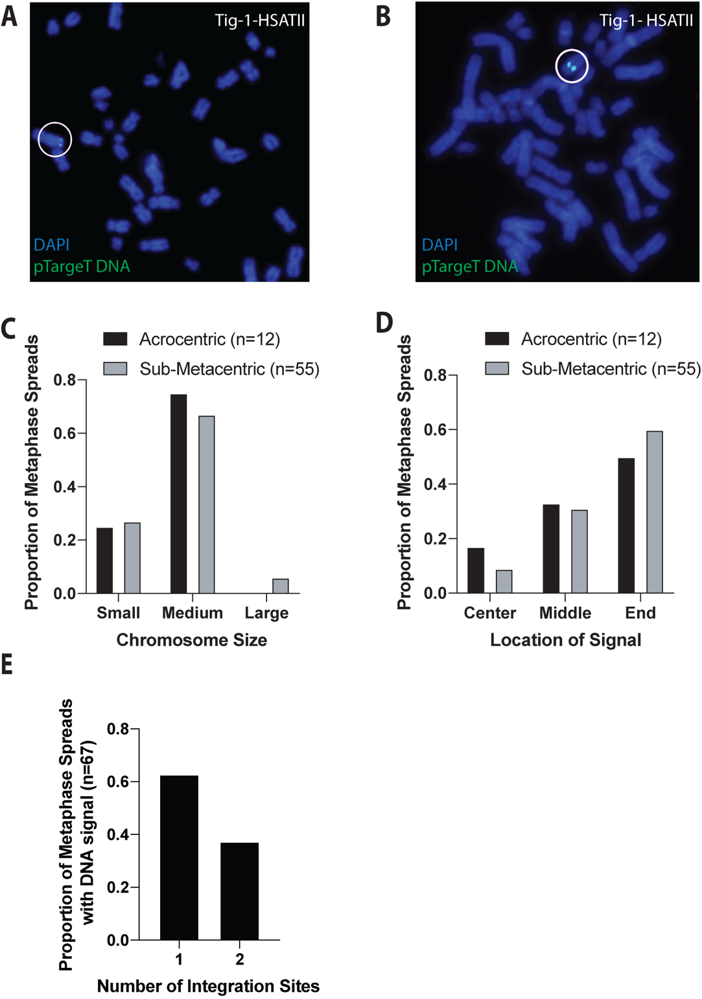 A
Tig-1-HSATII
DAPI
pTargeT DNA
B
Tig-1- HSATII
DAPI
pTargeT DNA
C
Acrocentric (n=12)
Sub-Metacentric (n=55)
Proportion of Metaphase Spreads
0.8
0.6
0.4
0.2
0.0
Small Medium Large
Chromosome Size
D
Acrocentric (n=12)
Sub-Metacentric (n=55)
Proportion of Metaphase Spreads
0.8
0.6
0.4
0.2
0.0
Center Middle End
Location of Signal
E
Proportion of Metaphase Spreads
with DNA signal (n=67)
0.8
0.6
0.4
0.2
0.0
1 2
Number of Integration Sites